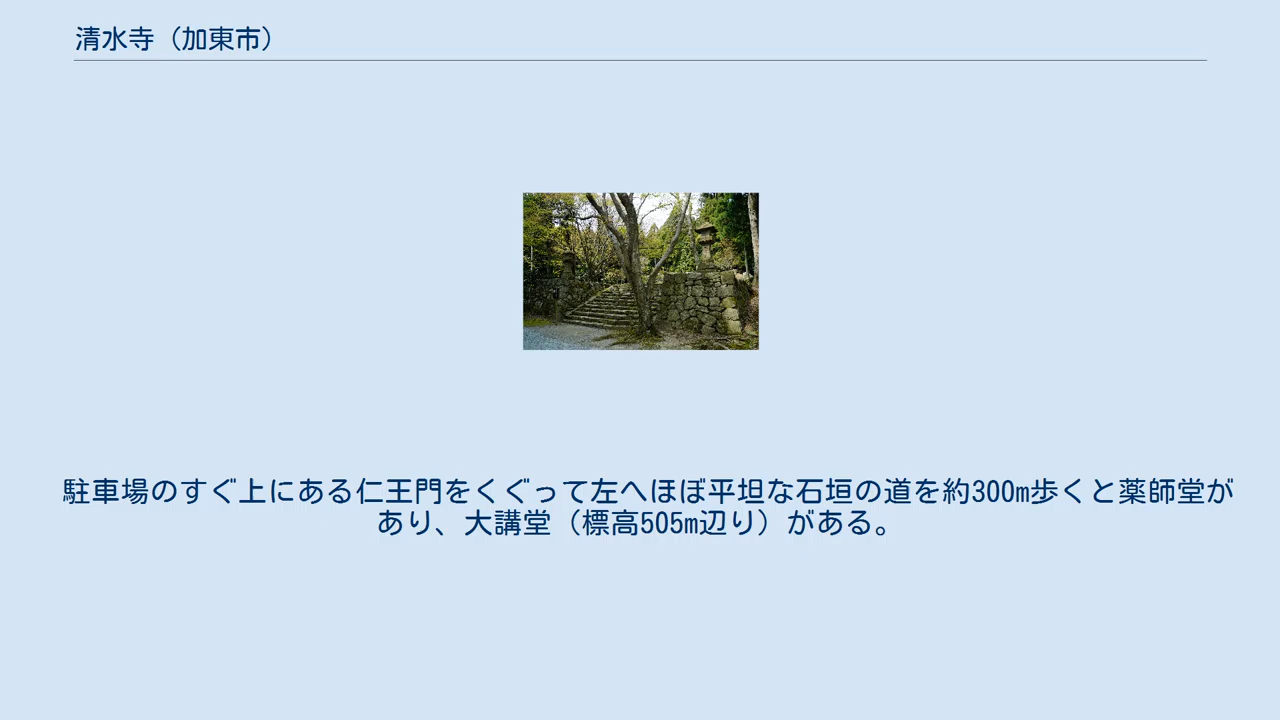 清水寺（加東市）
駐車場のすぐ上にある仁王門をくぐって左へほぼ平坦な石垣の道を約300m歩くと薬師堂が
あり、大講堂（標高505m辺り）がある。